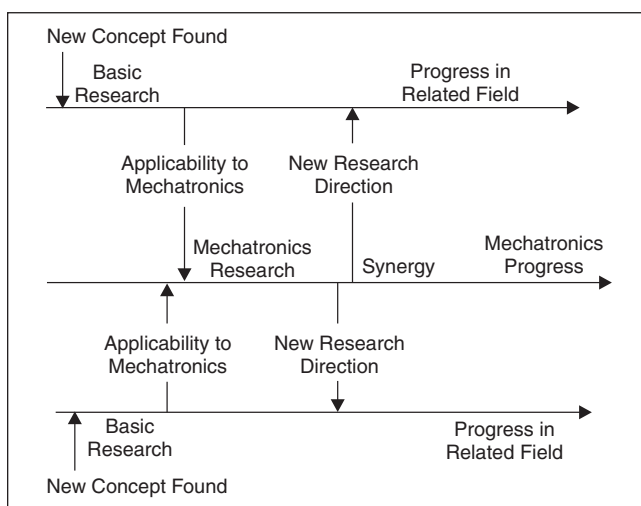 New Concept Found
Basic
Research
Progress in
Related Field
Applicability to
Mechatronics
New Research
Direction
Mechatronics
Research
Synergy
Mechatronics
Progress
Applicability to
Mechatronics
New Research
Direction
Basic
Research
Progress in
Related Field
New Concept Found